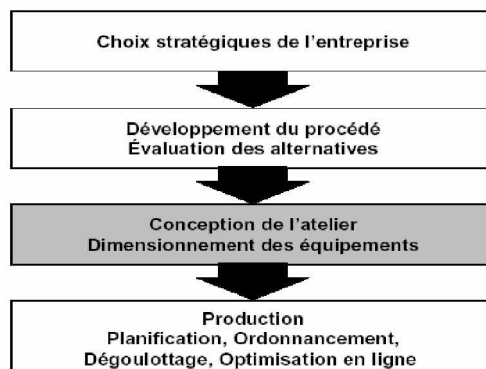 Choix stratégiques de l'entreprise
Développement du procédé
Évaluation des alternatives
Conception de l'atelier
Dimensionnement des équipements
Production
Planification, Ordonnancement,
Dégoulottage, Optimisation en ligne